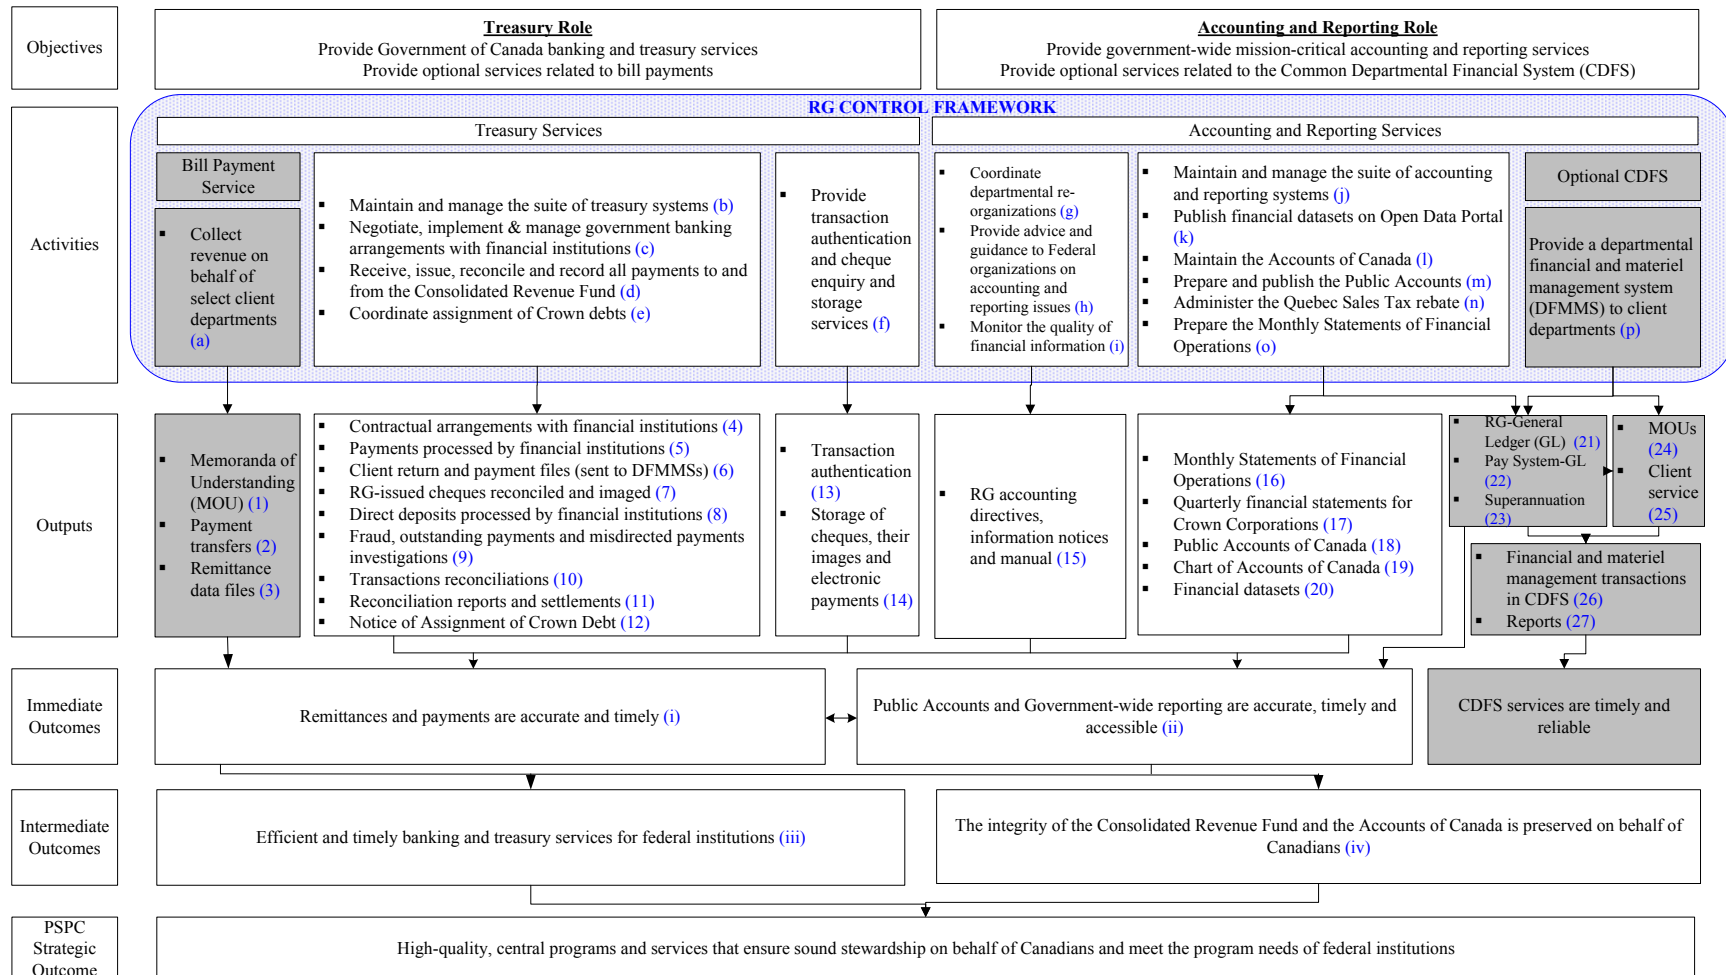 Objectives
Treasury Role
Provide Government of Canada banking and treasury services
Provide optional services related to bill payments
Accounting and Reporting Role
Provide government-wide mission-critical accounting and reporting services
Provide optional services related to the Common Departmental Financial System (CDFS)
RG CONTROL FRAMEWORK
Activities
Treasury Services
Accounting and Reporting Services
Bill Payment
Service
▪ Collect
revenue on
behalf of
select client
departments
(a)
▪ Maintain and manage the suite of treasury systems (b)
▪ Negotiate, implement & manage government banking
arrangements with financial institutions (c)
▪ Receive, issue, reconcile and record all payments to and
from the Consolidated Revenue Fund (d)
▪ Coordinate assignment of Crown debts (e)
▪ Provide
transaction
authentication
and cheque
enquiry and
storage
services (f)
▪ Coordinate
departmental re-
organizations (g)
▪ Provide advice and
guidance to Federal
organizations on
accounting and
reporting issues
(h)
▪ Monitor the quality of
financial information (i)
▪ Maintain and manage the suite of accounting
and reporting systems (j)
▪ Publish financial datasets on Open Data Portal
(k)
▪ Maintain the Accounts of Canada (l)
▪ Prepare and publish the Public Accounts (m)
▪ Administer the Quebec Sales Tax rebate (n)
▪ Prepare the Monthly Statements of Financial
Operations (o)
Optional CDFS
Provide a departmental
financial and materiel
management system
(DFMMS) to client
departments (p)
Outputs
▪ Memoranda of
Understanding
(MOU) (1)
▪ Payment
transfers (2)
▪ Remittance
data files (3)
▪ Contractual arrangements with financial institutions (4)
▪ Payments processed by financial institutions (5)
▪ Client return and payment files (sent to DFMMSs) (6)
▪ RG-issued cheques reconciled and imaged (7)
▪ Direct deposits processed by financial institutions (8)
▪ Fraud, outstanding payments and misdirected payments
investigations (9)
▪ Transactions reconciliations (10)
▪ Reconciliation reports and settlements (11)
▪ Notice of Assignment of Crown Debt (12)
▪ Transaction
authentication
(13)
▪ Storage of
cheques, their
images and
electronic
payments (14)
▪ RG accounting
directives,
information notices
and manual (15)
▪ Monthly Statements of Financial
Operations (16)
▪ Quarterly financial statements for
Crown Corporations (17)
▪ Public Accounts of Canada (18)
▪ Chart of Accounts of Canada (19)
▪ Financial datasets (20)
▪ RG-General
Ledger (GL) (21)
▪ Pay System-GL
(22)
▪ Superannuation
(23)
▪ MOUs
(24)
▪ Client
service
(25)
▪ Financial and materiel
management transactions
in CDFS (26)
▪ Reports (27)
Immediate
Outcomes
Remittances and payments are accurate and timely (i)
Public Accounts and Government-wide reporting are accurate, timely and
accessible (ii)
CDFS services are timely and
reliable
Intermediate
Outcomes
Efficient and timely banking and treasury services for federal institutions (iii)
The integrity of the Consolidated Revenue Fund and the Accounts of Canada is preserved on behalf of
Canadians (iv)
PSPC
Strategic
Outcome
High-quality, central programs and services that ensure sound stewardship on behalf of Canadians and meet the program needs of federal institutions